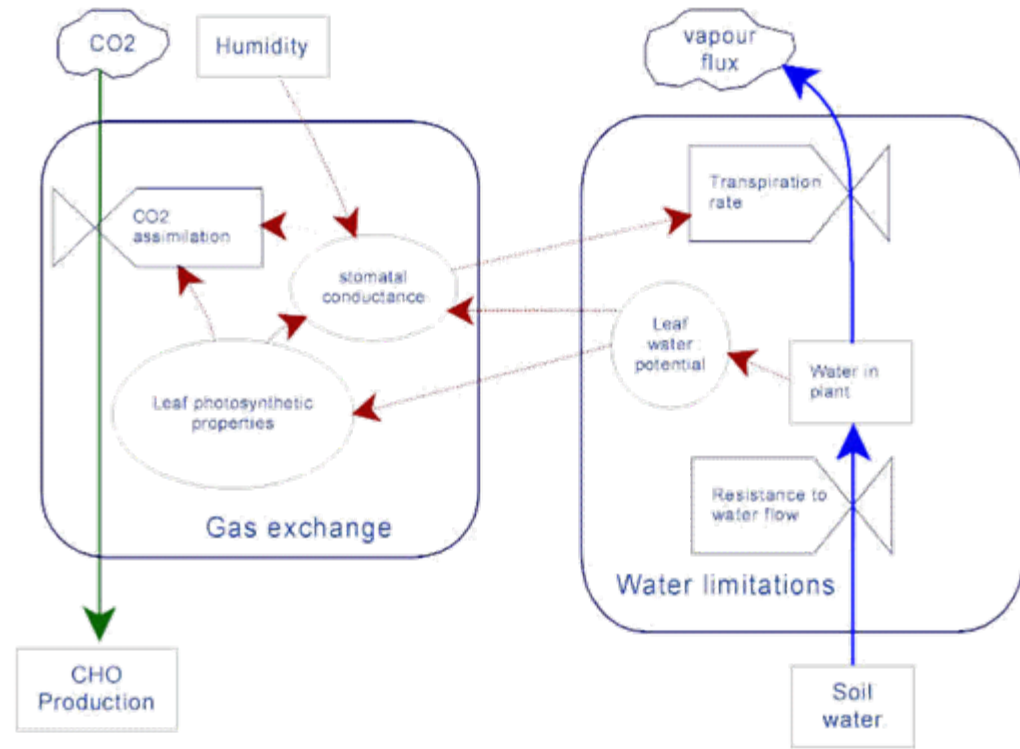 CO2
Humidity
vapour
flux
CO2
assimilation
stomatal
conductance
Leaf photosynthetic
properties
Gas exchange
CHO
Production
Transpiration
rate
Leaf
water
potential
Water in
plant
Resistance to
water flow
Water limitations
Soil
water